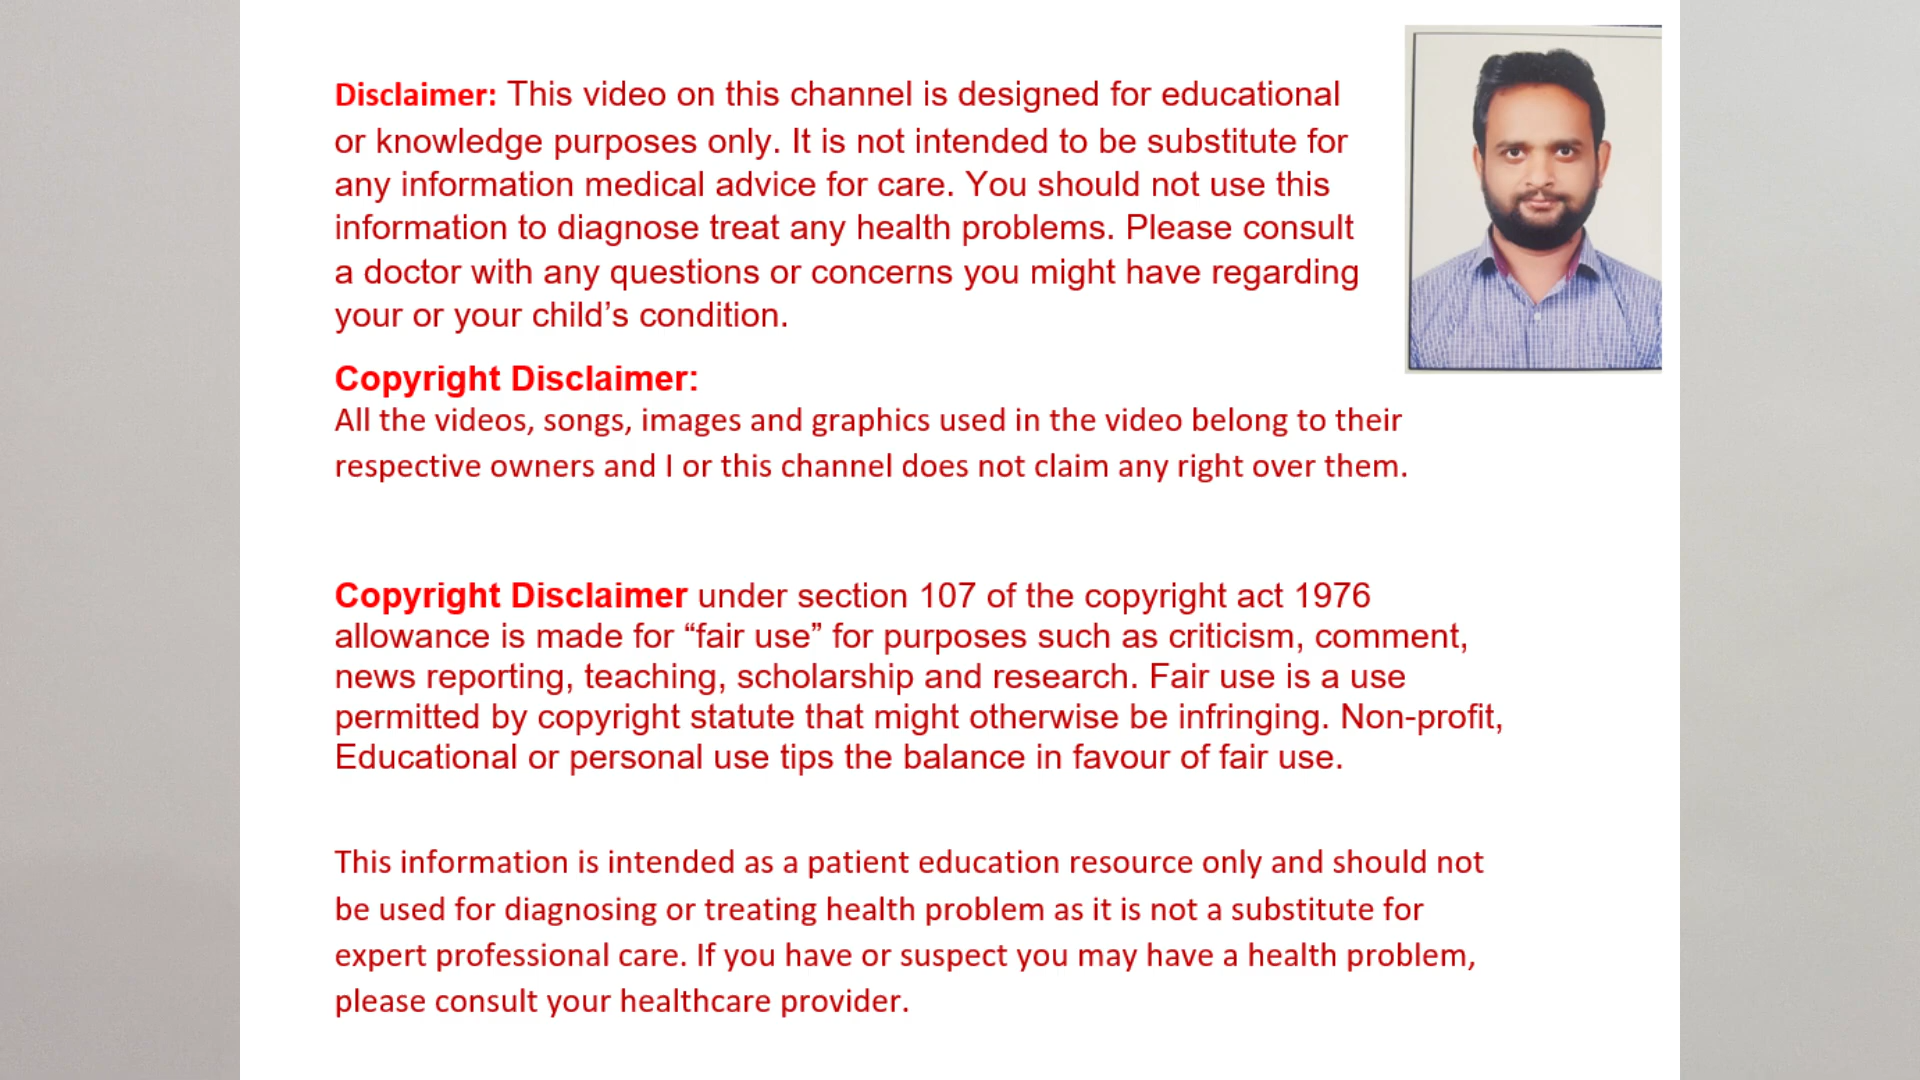 Disclaimer: This video on this channel is designed for educational
or knowledge purposes only. It is not intended to be substitute for
any information medical advice for care. You should not use this
information to diagnose treat any health problems. Please consult
a doctor with any questions or concerns you might have regarding
your or your child’s condition.
Copyright Disclaimer:
All the videos, songs, images and graphics used in the video belong to their
respective owners and I or this channel does not claim any right over them.
Copyright Disclaimer under section 107 of the copyright act 1976
allowance is made for “fair use” for purposes such as criticism, comment,
news reporting, teaching, scholarship and research. Fair use is a use
permitted by copyright statute that might otherwise be infringing. Non-profit,
Educational or personal use tips the balance in favour of fair use.
This information is intended as a patient education resource only and should not
be used for diagnosing or treating health problem as it is not a substitute for
expert professional care. If you have or suspect you may have a health problem,
please consult your healthcare provider.